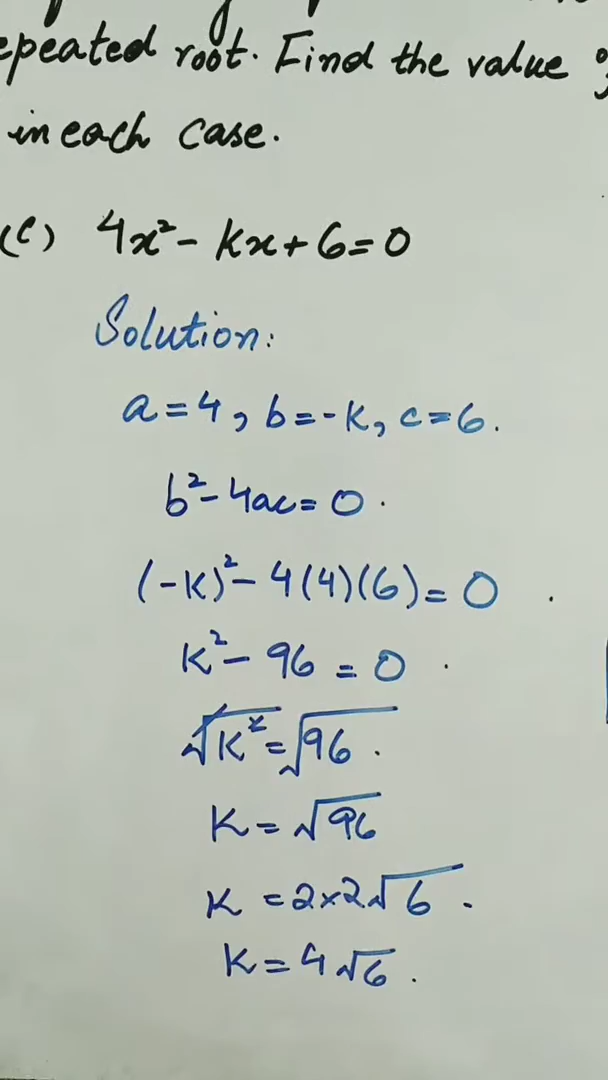 repeated root. Find the value
in each case.
(c) 4x² - kx + 6 = 0
Solution:
a = 4, b = -k, c = 6.
b² - 4ac = 0.
(-k)² - 4(4)(6) = 0.
k² - 96 = 0.
√k² = √96.
k = √96
k = 2×2√6.
k = 4√6.